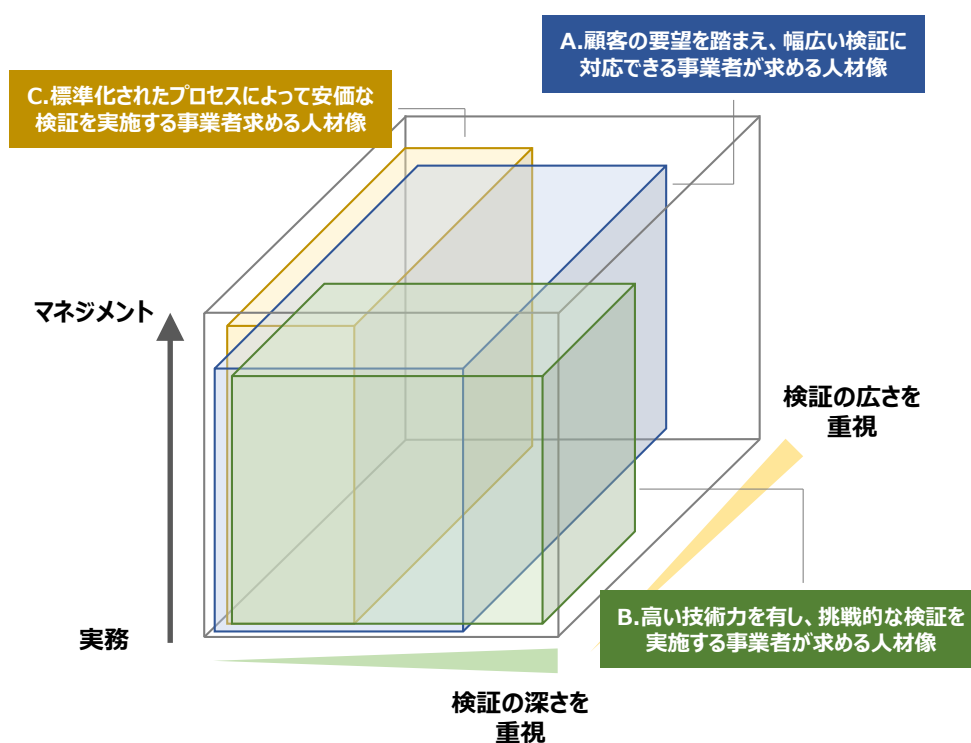 A.顧客の要望を踏まえ、幅広い検証に
対応できる事業者が求める人材像
C.標準化されたプロセスによって安価な
検証を実施する事業者求める人材像
マネジメント
検証の広さを
重視
B.高い技術力を有し、挑戦的な検証を
実施する事業者が求める人材像
実務
検証の深さを
重視